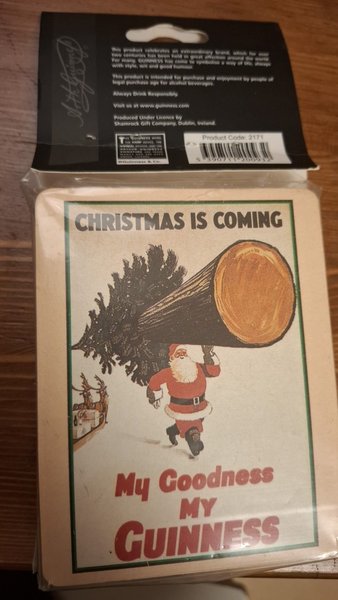 This product celebrates an extraordinary brand, which for over
two centuries has been held in great affection around the world.
For many, GUINNESS has come to symbolise a way of life, always
with style, wit and good humour.
This product is intended for purchase and enjoyment by people of
legal purchase age for alcohol beverages.
Always Drink Responsibly
Visit us at www.guinness.com
Produced Under Licence by
Shamrock Gift Company, Dublin, Ireland.
Product Code: 2171
©Guinness & Co.
CHRISTMAS IS COMING
My Goodness
My
GUINNESS